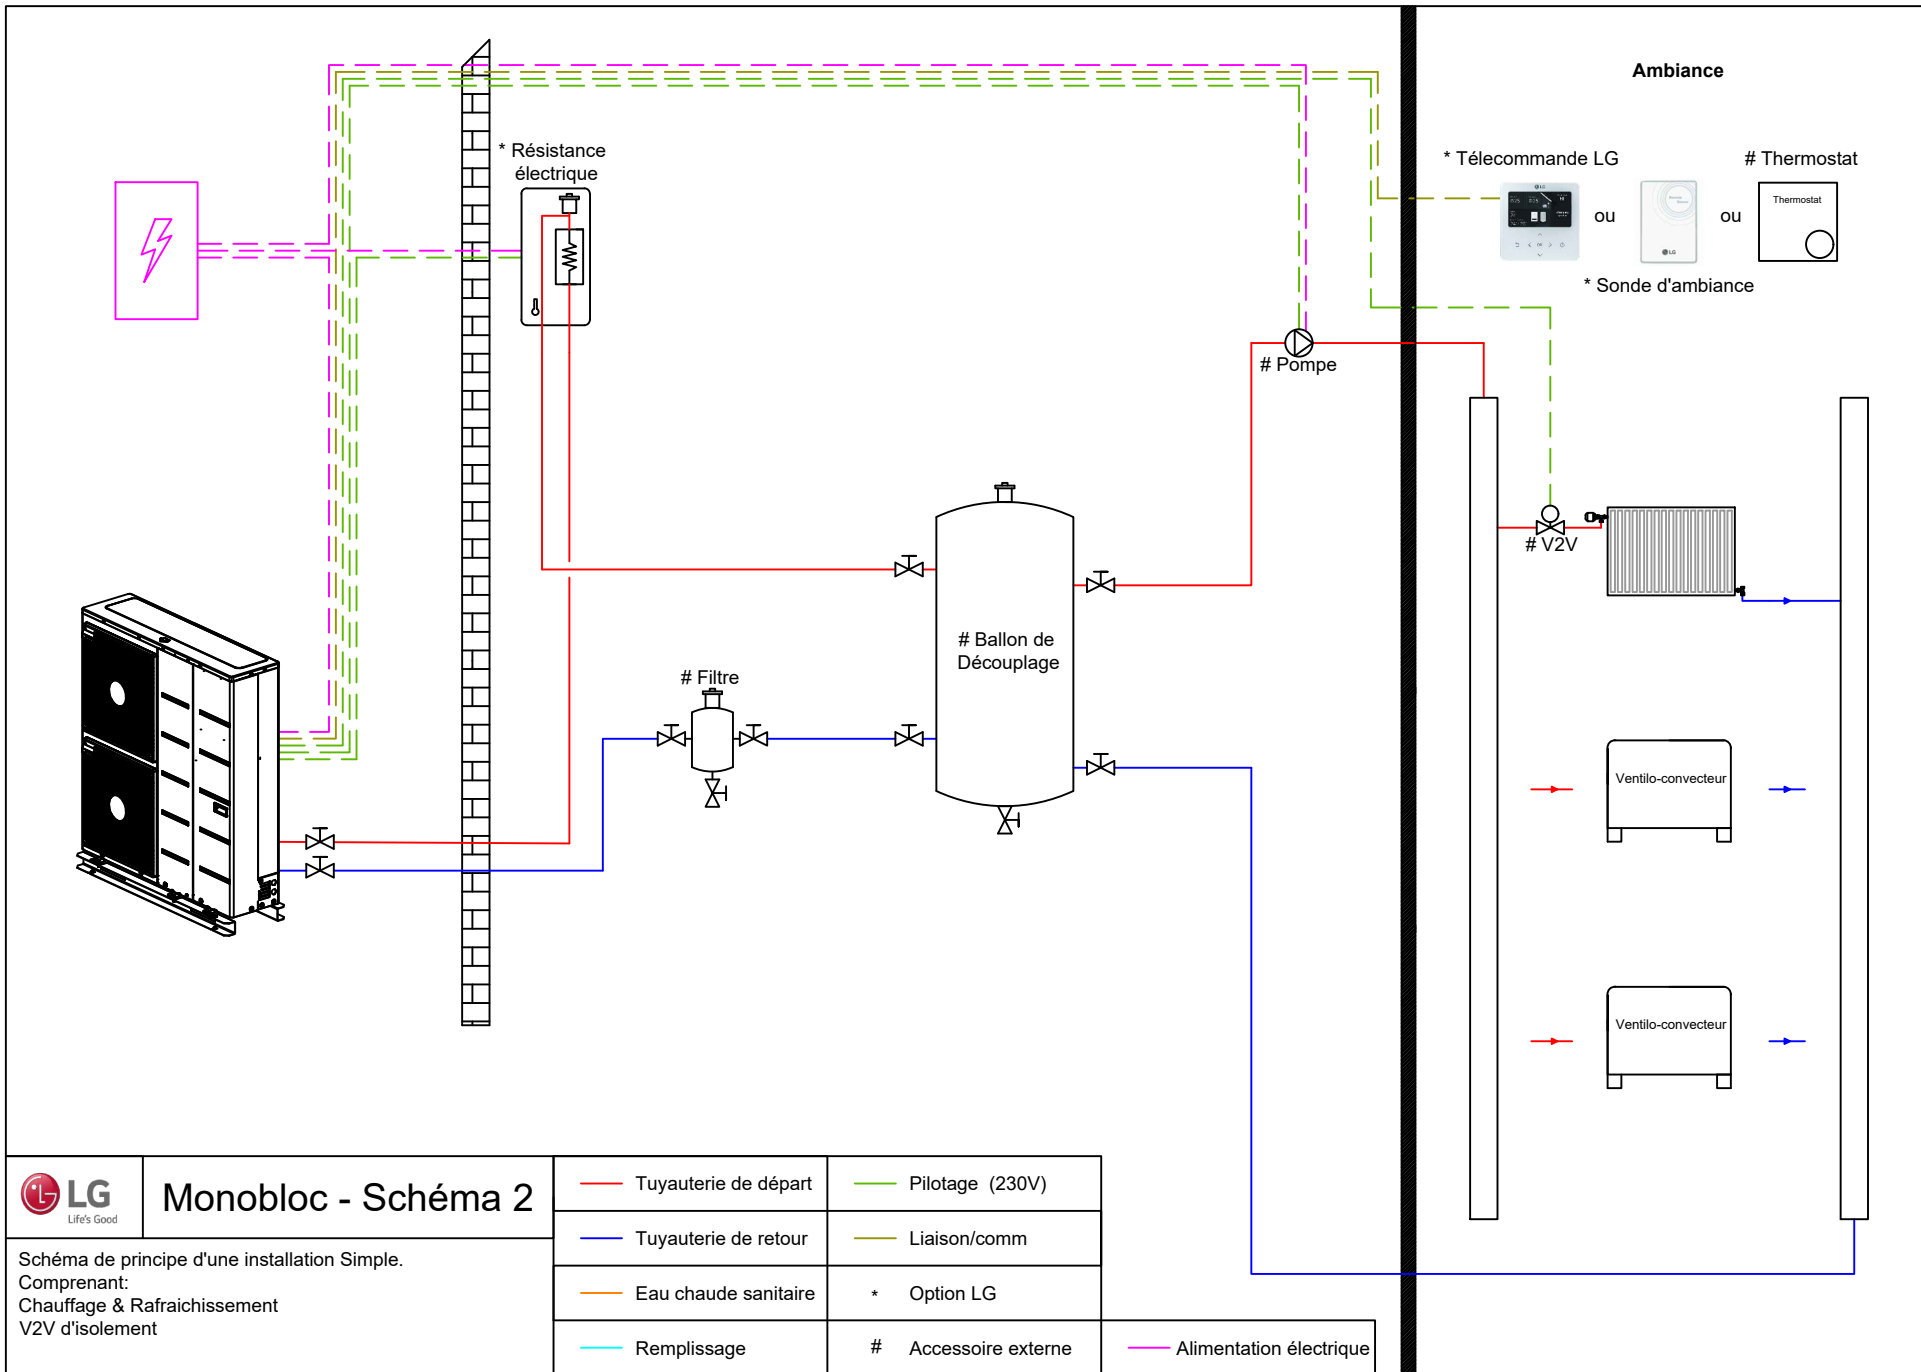 Ambiance
* Résistance
électrique
* Télecommande LG
# Thermostat
LG
ou
ou
Thermostat
LG
* Sonde d'ambiance
# Pompe
# V2V
# Ballon de
Découplage
# Filtre
Ventilo-convecteur
Ventilo-convecteur
LG
Life's Good
Monobloc - Schéma 2
Schéma de principe d'une installation Simple.
Comprenant:
Chauffage & Rafraichissement
V2V d'isolement
Tuyauterie de départ
Pilotage (230V)
Tuyauterie de retour
Liaison/comm
Eau chaude sanitaire
* Option LG
Remplissage
# Accessoire externe
Alimentation électrique